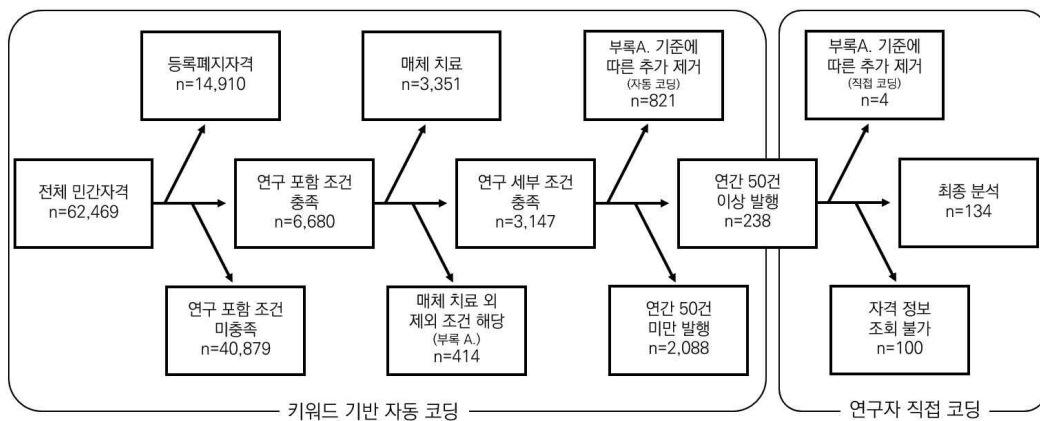 등록폐지자격
n=14,910
매체 치료
n=3,351
부록A. 기준에
따른 추가 제거
(자동 코딩)
n=821
부록A. 기준에
따른 추가 제거
(직접 코딩)
n=4
전체 민간자격
n=62,469
연구 포함 조건
충족
n=6,680
연구 세부 조건
충족
n=3,147
연간 50건
이상 발행
n=238
최종 분석
n=134
연구 포함 조건
미충족
n=40,879
매체 치료 외
제외 조건 해당
(부록 A.)
n=414
연간 50건
미만 발행
n=2,088
자격 정보
조회 불가
n=100
키워드 기반 자동 코딩
연구자 직접 코딩